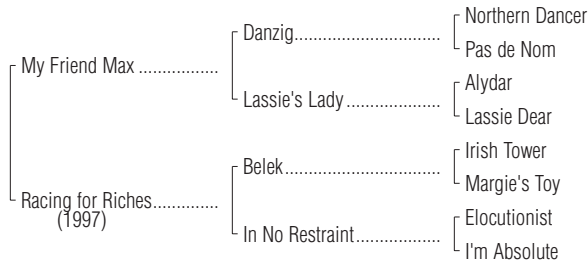 Northern Dancer
Danzig........................................
Pas de Nom
My Friend Max ................
Alydar
Lassie's Lady .......................
Lassie Dear
Irish Tower
Belek......................................
Margie's Toy
Racing for Riches.............
(1997)
Elocutionist
In No Restraint.....................
I'm Absolute